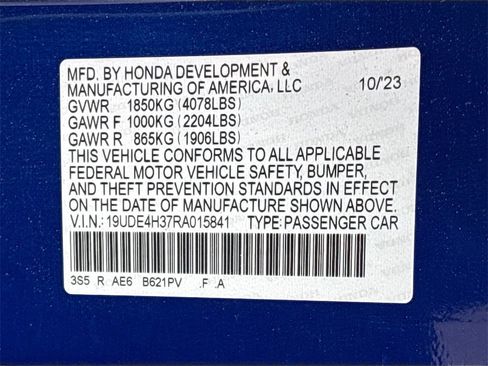 MFD. BY HONDA DEVELOPMENT &
MANUFACTURING OF AMERICA, LLC 10/23
GVWR 1850KG (4078LBS)
GAWR F 1000KG (2204LBS)
GAWR R 865KG (1906LBS)
THIS VEHICLE CONFORMS TO ALL APPLICABLE
FEDERAL MOTOR VEHICLE SAFETY, BUMPER,
AND THEFT PREVENTION STANDARDS IN EFFECT
ON THE DATE OF MANUFACTURE SHOWN ABOVE.
V.I.N.: 19UDE4H37RA015841 TYPE: PASSENGER CAR
3S5 R AE6 B621PV .F .A